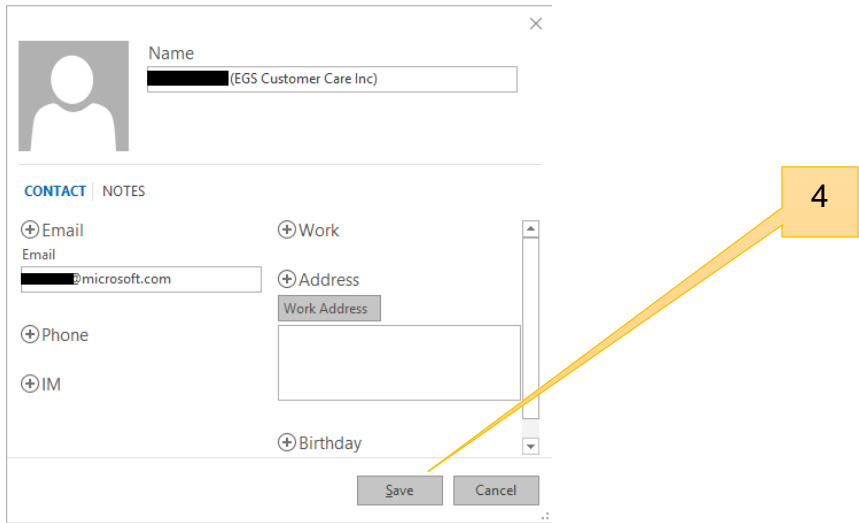 Name
(EGS Customer Care Inc)
CONTACT NOTES
4
Email
Work
Email
@microsoft.com
Address
Work Address
Phone
IM
Birthday
Save Cancel